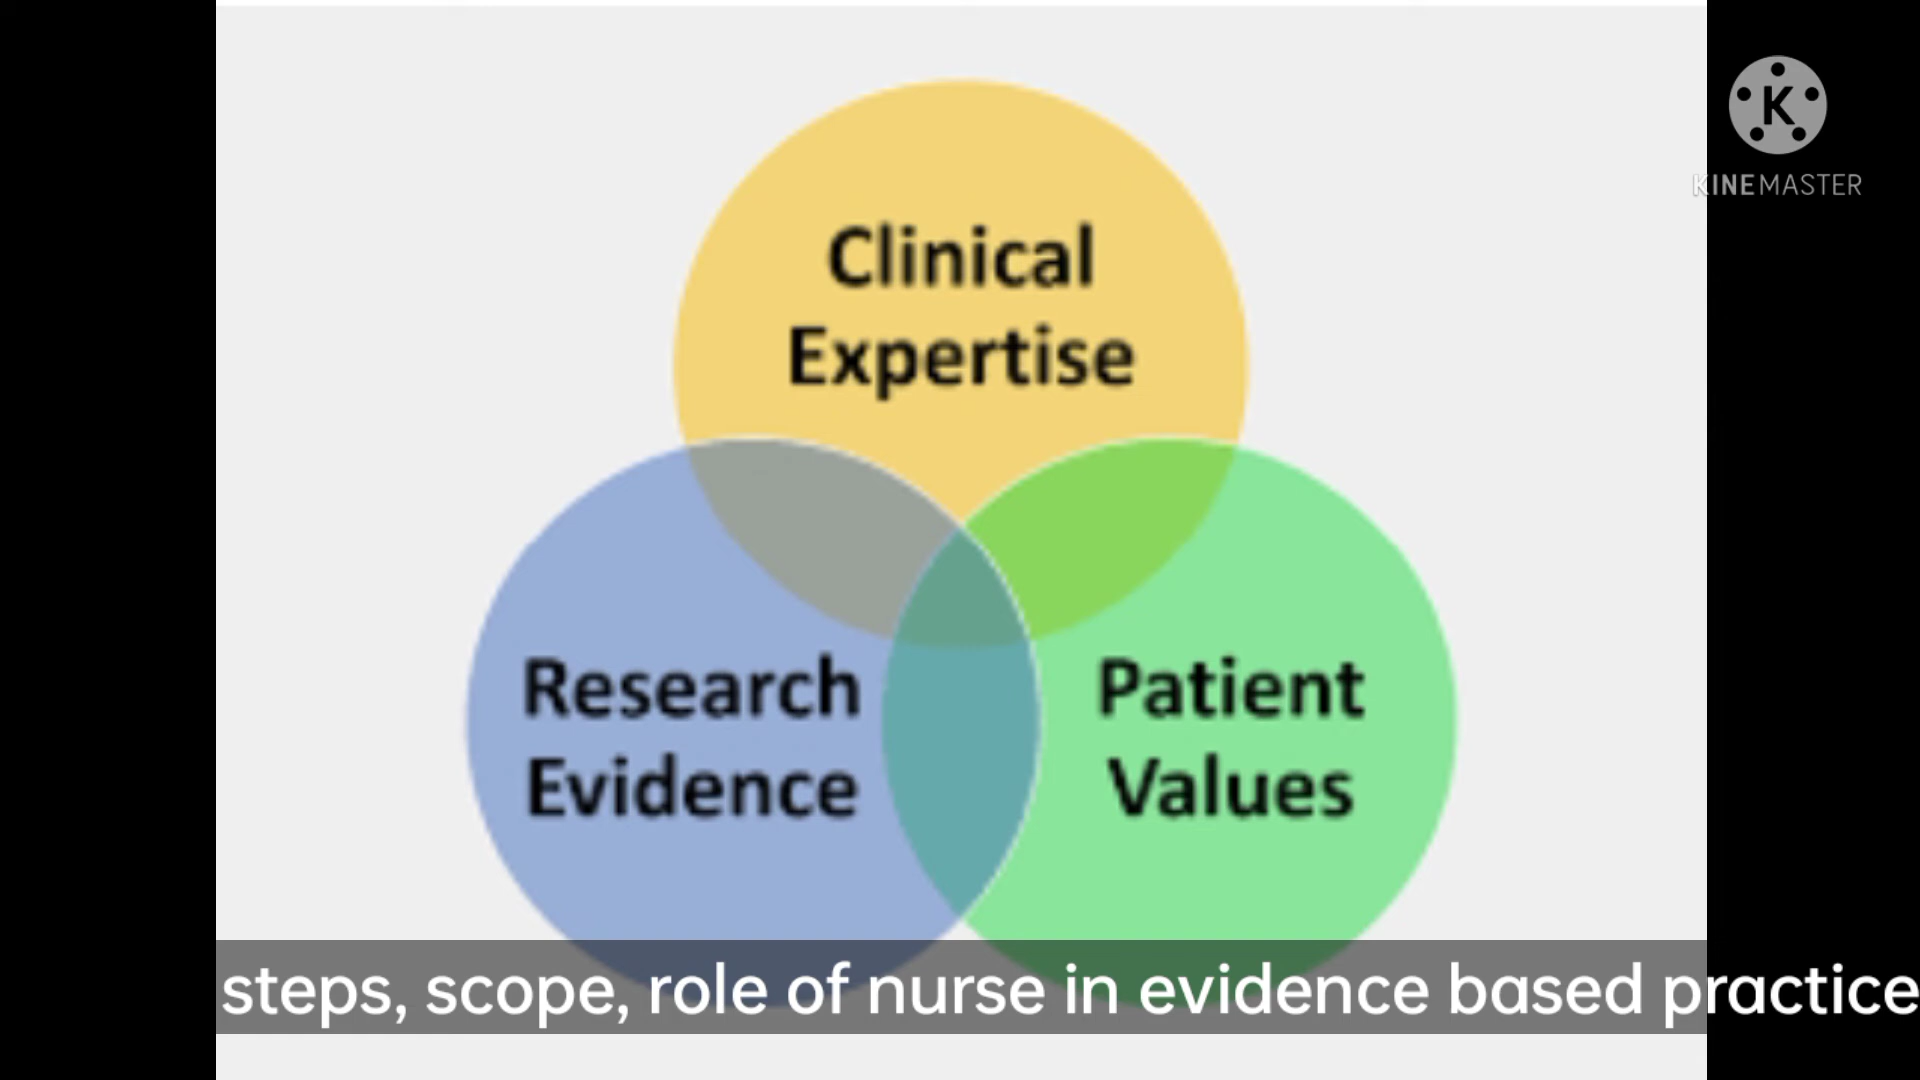 Clinical
Expertise
Research
Evidence
Patient
Values
K
KINEMASTER
steps, scope, role of nurse in evidence based practice